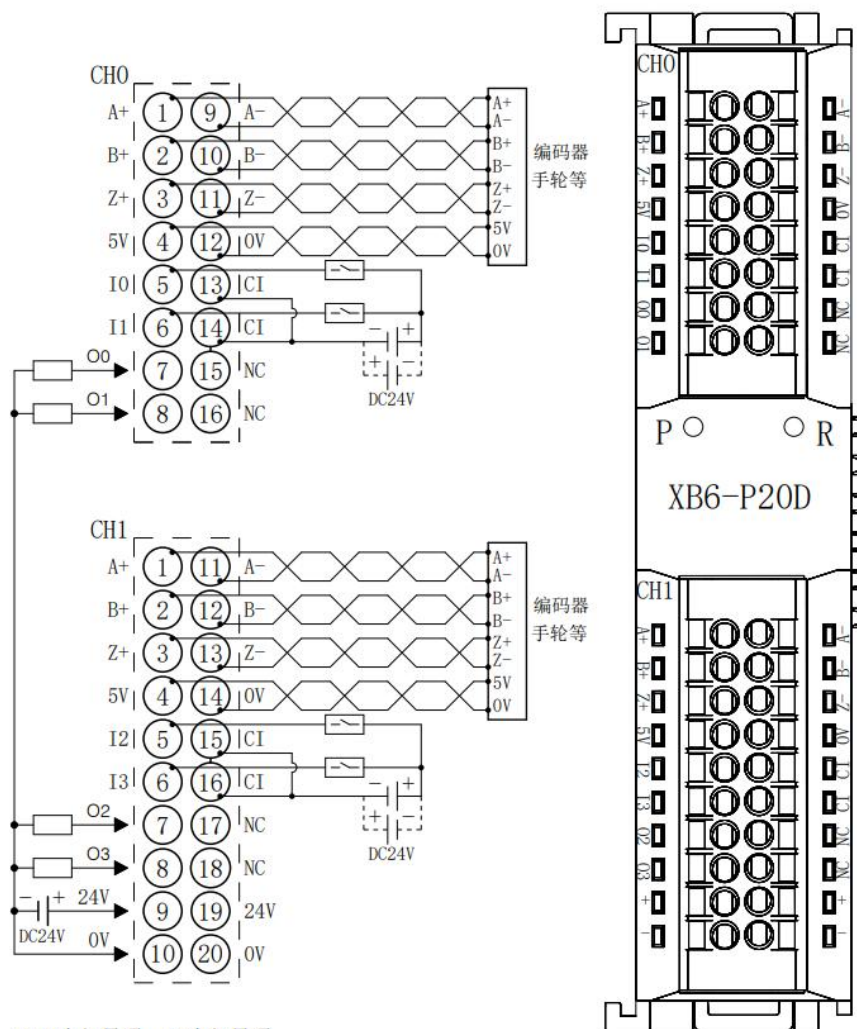 CH0
A+ 1 9 A- A+
A-
B+ 2 10 B- B+
B-
编码器
手轮等
Z+ 3 11 Z- Z+
Z-
5V 4 12 0V 5V
0V
I0 5 13 CI
I1 6 14 CI
- +
+ -
DC24V
O0 7 15 NC
O1 8 16 NC
CH1
A+ 1 11 A- A+
A-
B+ 2 12 B- B+
B-
编码器
手轮等
Z+ 3 13 Z- Z+
Z-
5V 4 14 0V 5V
0V
I2 5 15 CI
I3 6 16 CI
- +
+ -
DC24V
O2 7 17 NC
O3 8 18 NC
- + 24V 9 19 24V
DC24V
0V 10 20 0V
CH0
A+ A-
B+ B-
Z+ Z-
5V 0V
I0 CI
I1 CI
O0 NC
O1 NC
P R
XB6-P20D
CH1
A+ A-
B+ B-
Z+ Z-
5V 0V
I2 CI
I3 CI
O2 NC
O3 NC
+ +
- -